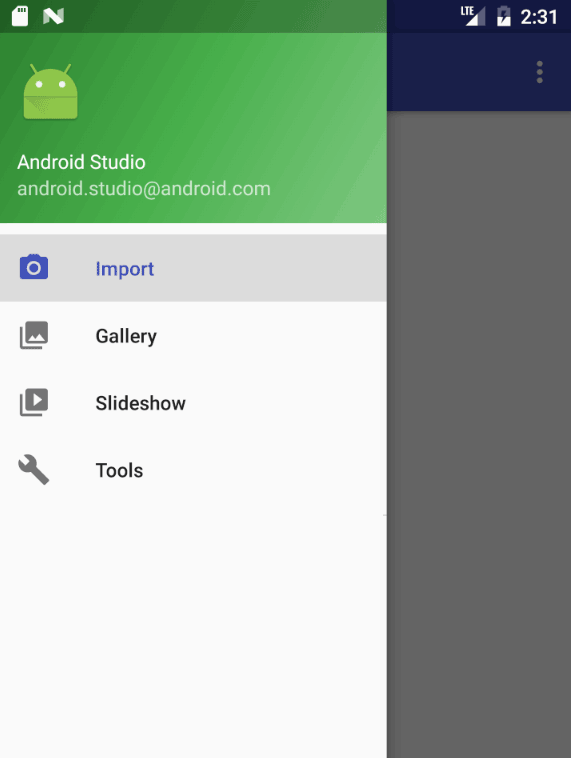 LTE 2:31
Android Studio
android.studio@android.com
Import
Gallery
Slideshow
Tools